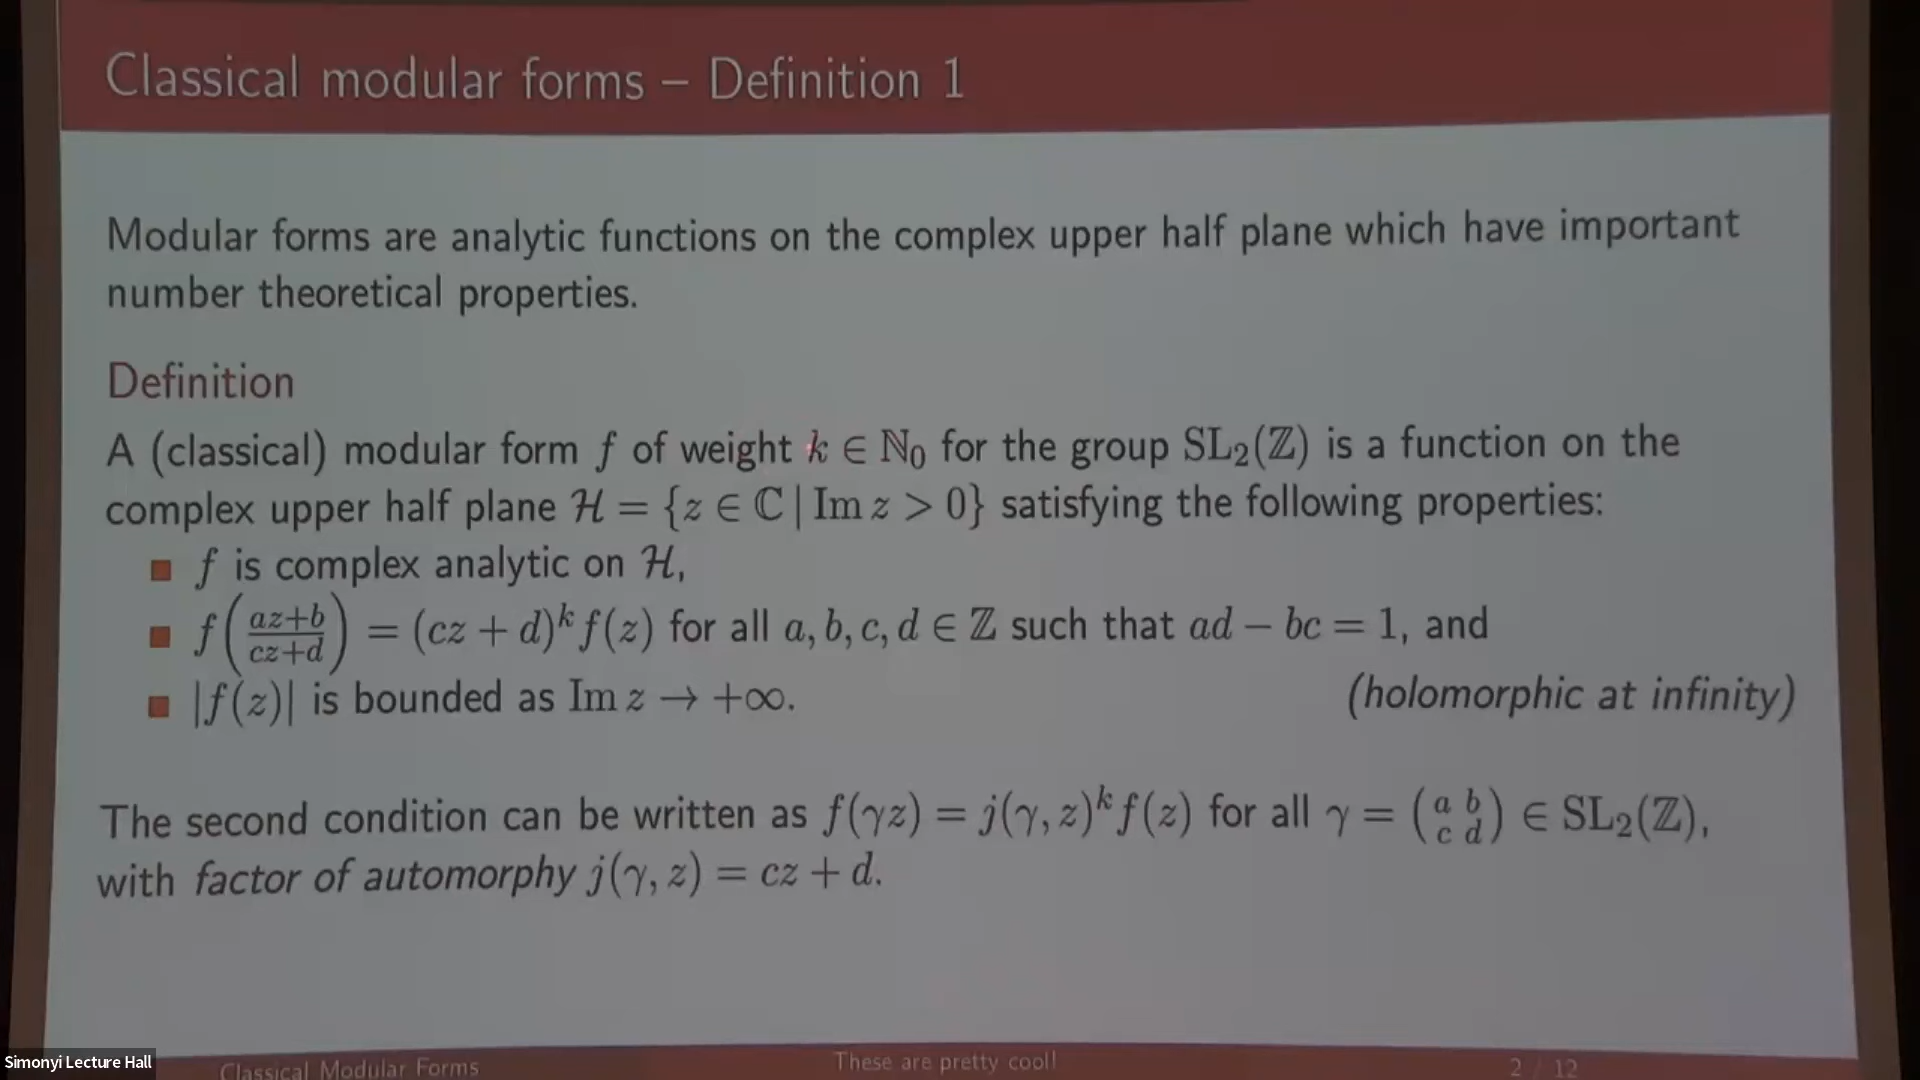 Classical modular forms – Definition 1
Modular forms are analytic functions on the complex upper half plane which have important
number theoretical properties.
Definition
A (classical) modular form f of weight k ∈ ℕ₀ for the group SL₂(ℤ) is a function on the
complex upper half plane ℋ = {z ∈ ℂ | Im z > 0} satisfying the following properties:
■ f is complex analytic on ℋ,
■ f((az+b)/(cz+d)) = (cz + d)ᵏ f(z) for all a, b, c, d ∈ ℤ such that ad − bc = 1, and
■ |f(z)| is bounded as Im z → +∞. (holomorphic at infinity)
The second condition can be written as f(γz) = j(γ, z)ᵏ f(z) for all γ = (a b c d) ∈ SL₂(ℤ),
with factor of automorphy j(γ, z) = cz + d.
Simonyi Lecture Hall
Classical Modular Forms These are pretty cool! 2 / 12